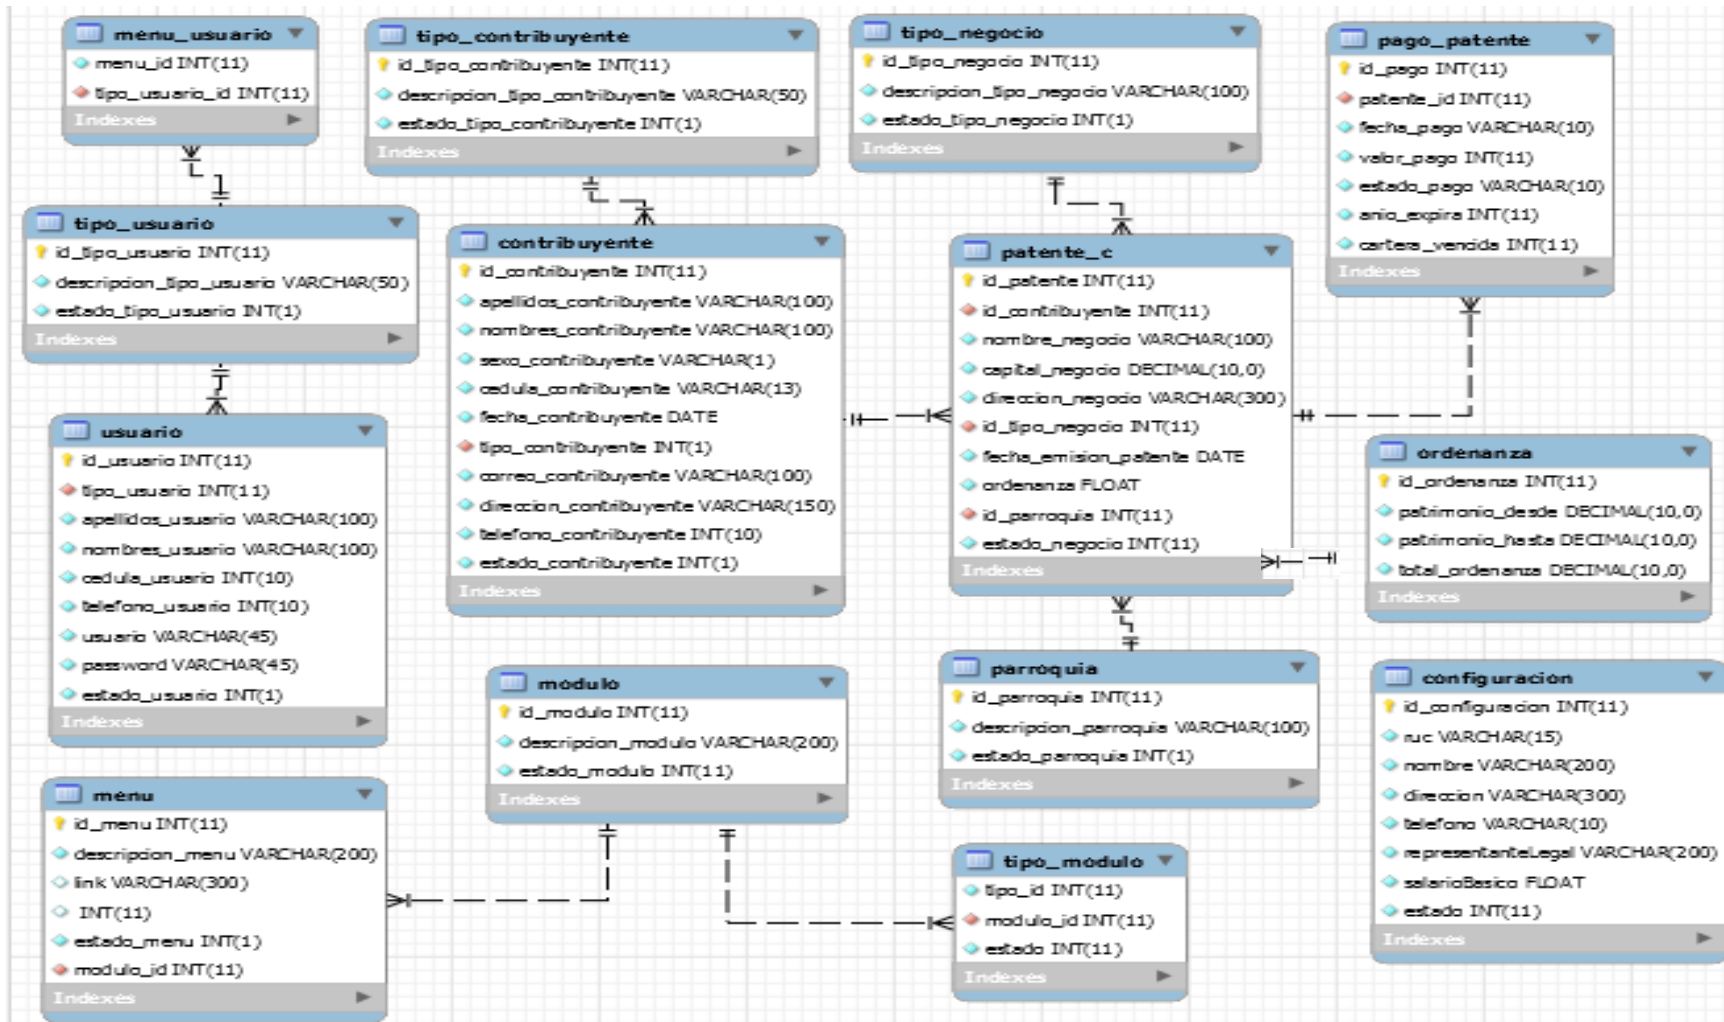 menu_usuario
menu_id INT(11)
tipo_usuario_id INT(11)
Indexes
tipo_contribuyente
id_tipo_contribuyente INT(11)
descripcion_tipo_contribuyente VARCHAR(50)
estado_tipo_contribuyente INT(1)
Indexes
tipo_negocio
id_tipo_negocio INT(11)
descripcion_tipo_negocio VARCHAR(100)
estado_tipo_negocio INT(1)
Indexes
pago_patente
id_pago INT(11)
patente_id INT(11)
fecha_pago VARCHAR(10)
valor_pago INT(11)
estado_pago VARCHAR(10)
anio_expira INT(11)
cartera_vencida INT(11)
Indexes
tipo_usuario
id_tipo_usuario INT(11)
descripcion_tipo_usuario VARCHAR(50)
estado_tipo_usuario INT(1)
Indexes
contribuyente
id_contribuyente INT(11)
apellidos_contribuyente VARCHAR(100)
nombres_contribuyente VARCHAR(100)
sexo_contribuyente VARCHAR(1)
cedula_contribuyente VARCHAR(13)
fecha_contribuyente DATE
tipo_contribuyente INT(1)
correo_contribuyente VARCHAR(100)
direccion_contribuyente VARCHAR(150)
telefono_contribuyente INT(10)
estado_contribuyente INT(1)
Indexes
patente_c
id_patente INT(11)
id_contribuyente INT(11)
nombre_negocio VARCHAR(100)
capital_negocio DECIMAL(10,0)
direccion_negocio VARCHAR(300)
id_tipo_negocio INT(11)
fecha_emision_patente DATE
ordenanza FLOAT
id_parroquia INT(11)
estado_negocio INT(11)
Indexes
usuario
id_usuario INT(11)
tipo_usuario INT(11)
apellidos_usuario VARCHAR(100)
nombres_usuario VARCHAR(100)
cedula_usuario INT(10)
telefono_usuario INT(10)
usuario VARCHAR(45)
password VARCHAR(45)
estado_usuario INT(1)
Indexes
ordenanza
id_ordenanza INT(11)
patrimonio_desde DECIMAL(10,0)
patrimonio_hasta DECIMAL(10,0)
total_ordenanza DECIMAL(10,0)
Indexes
modulo
id_modulo INT(11)
descripcion_modulo VARCHAR(200)
estado_modulo INT(11)
Indexes
parroquia
id_parroquia INT(11)
descripcion_parroquia VARCHAR(100)
estado_parroquia INT(1)
Indexes
configuracion
id_configuracion INT(11)
ruc VARCHAR(15)
nombre VARCHAR(200)
direccion VARCHAR(300)
telefono VARCHAR(10)
representanteLegal VARCHAR(200)
salarioBasico FLOAT
estado INT(11)
Indexes
menu
id_menu INT(11)
descripcion_menu VARCHAR(200)
link VARCHAR(300)
INT(11)
estado_menu INT(1)
modulo_id INT(11)
Indexes
tipo_modulo
tipo_id INT(11)
modulo_id INT(11)
estado INT(11)
Indexes